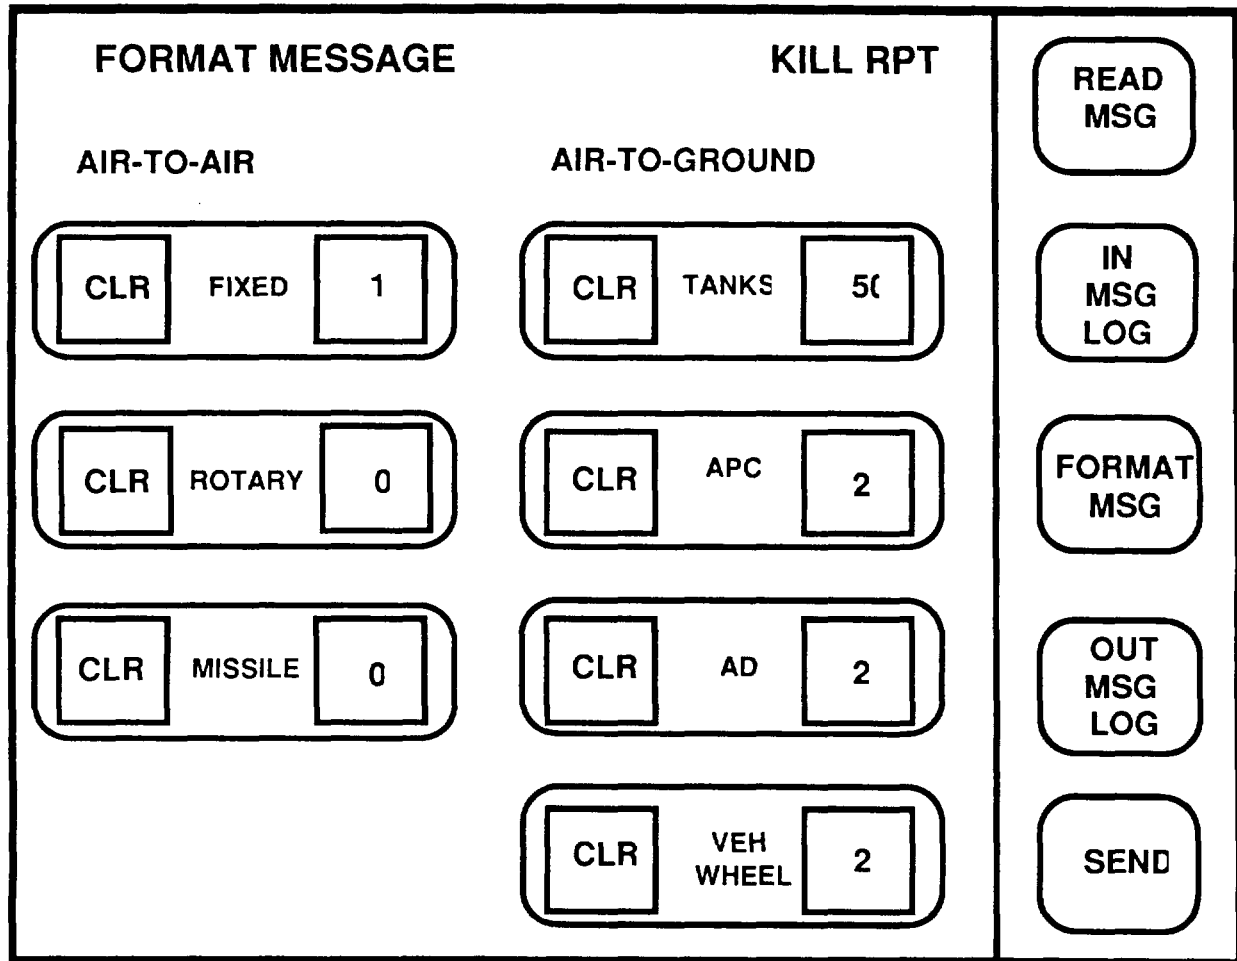 FORMAT MESSAGE
KILL RPT
AIR-TO-AIR
AIR-TO-GROUND
CLR FIXED 1
CLR TANKS 50
CLR ROTARY 0
CLR APC 2
CLR MISSILE 0
CLR AD 2
CLR VEH WHEEL 2
READ
MSG
IN
MSG
LOG
FORMAT
MSG
OUT
MSG
LOG
SEND